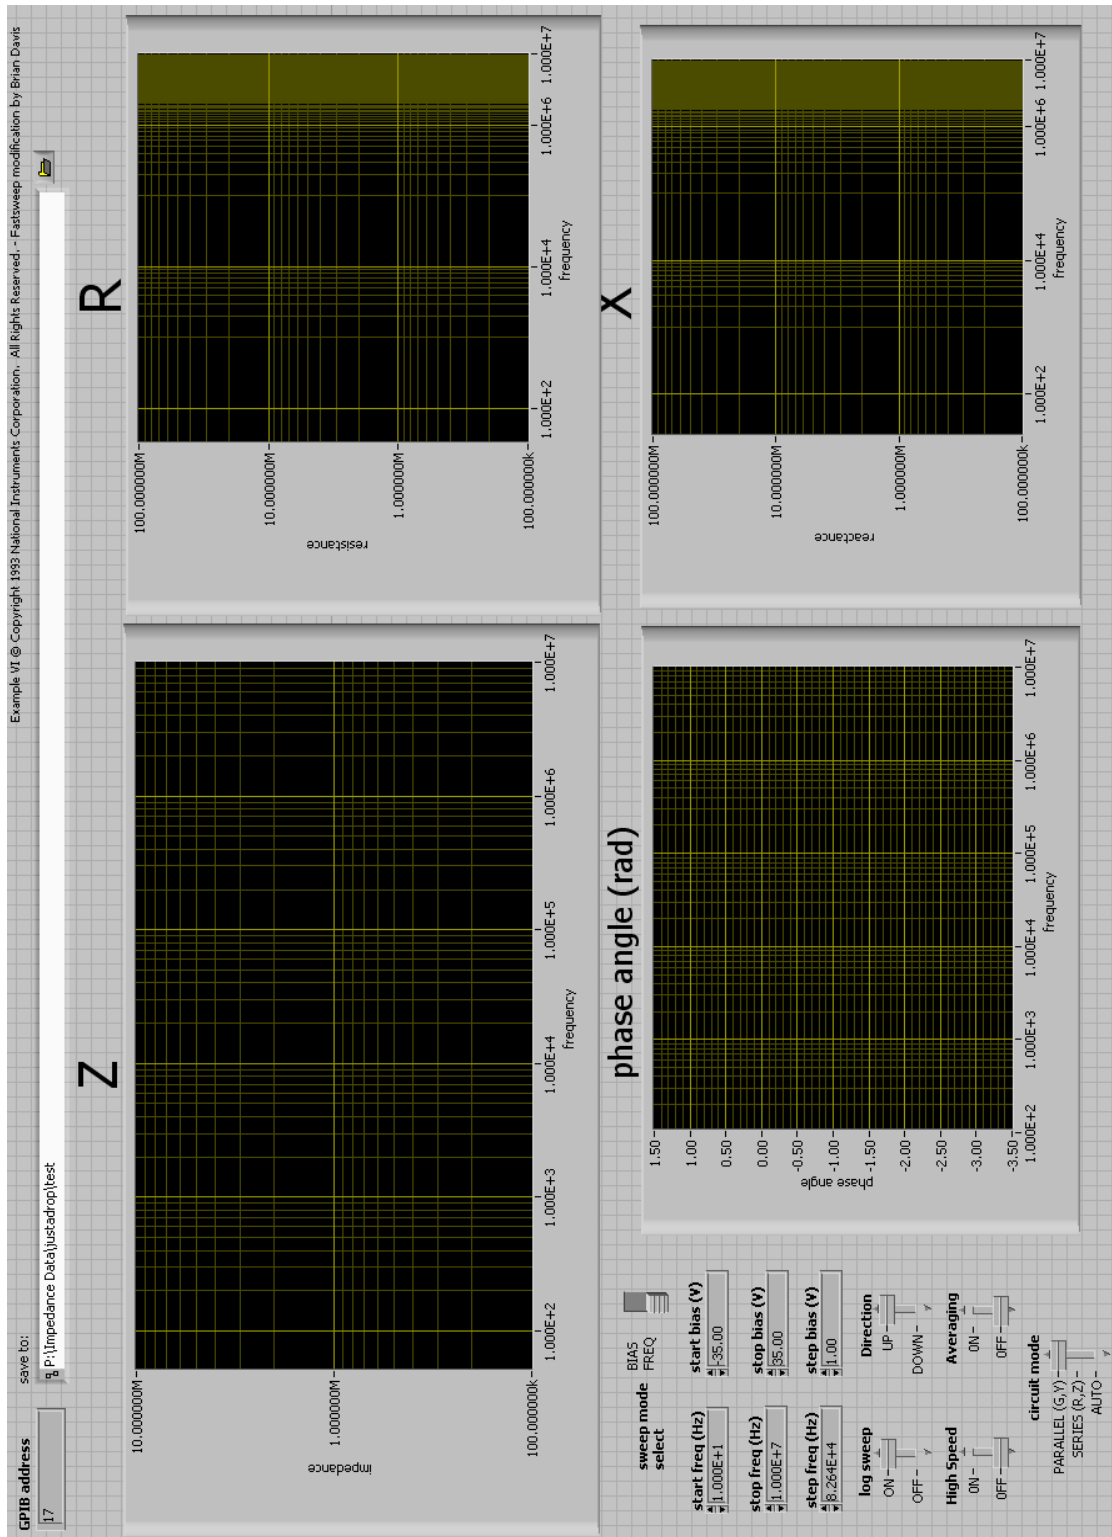 Example VI © Copyright 1993 National Instruments Corporation. All Rights Reserved. - Fastsweep modification by Brian Davis
GPIB address
17
save to:
P:\Impedance Data\justadrop\test
Z
10.000000M
1.000000M
100.000000k
impedance
1.000E+2
1.000E+3
1.000E+4
1.000E+5
1.000E+6
1.000E+7
frequency
R
100.000000M
10.000000M
1.000000M
100.000000k
resistance
1.000E+2
1.000E+4
1.000E+6
1.000E+7
frequency
sweep mode
select
BIAS
FREQ
start freq (Hz)
1.000E+1
start bias (V)
-35.00
stop freq (Hz)
1.000E+7
stop bias (V)
35.00
step freq (Hz)
8.264E+4
step bias (V)
1.00
log sweep
ON
OFF
Direction
UP
DOWN
High Speed
ON
OFF
Averaging
ON
OFF
circuit mode
PARALLEL (G,Y)
SERIES (R,Z)
AUTO
phase angle (rad)
1.50
1.00
0.50
0.00
-0.50
-1.00
-1.50
-2.00
-2.50
-3.00
-3.50
phase angle
1.000E+2
1.000E+3
1.000E+4
1.000E+5
1.000E+6
1.000E+7
frequency
X
100.000000M
10.000000M
1.000000M
100.000000k
reactance
1.000E+2
1.000E+4
1.000E+6
1.000E+7
frequency